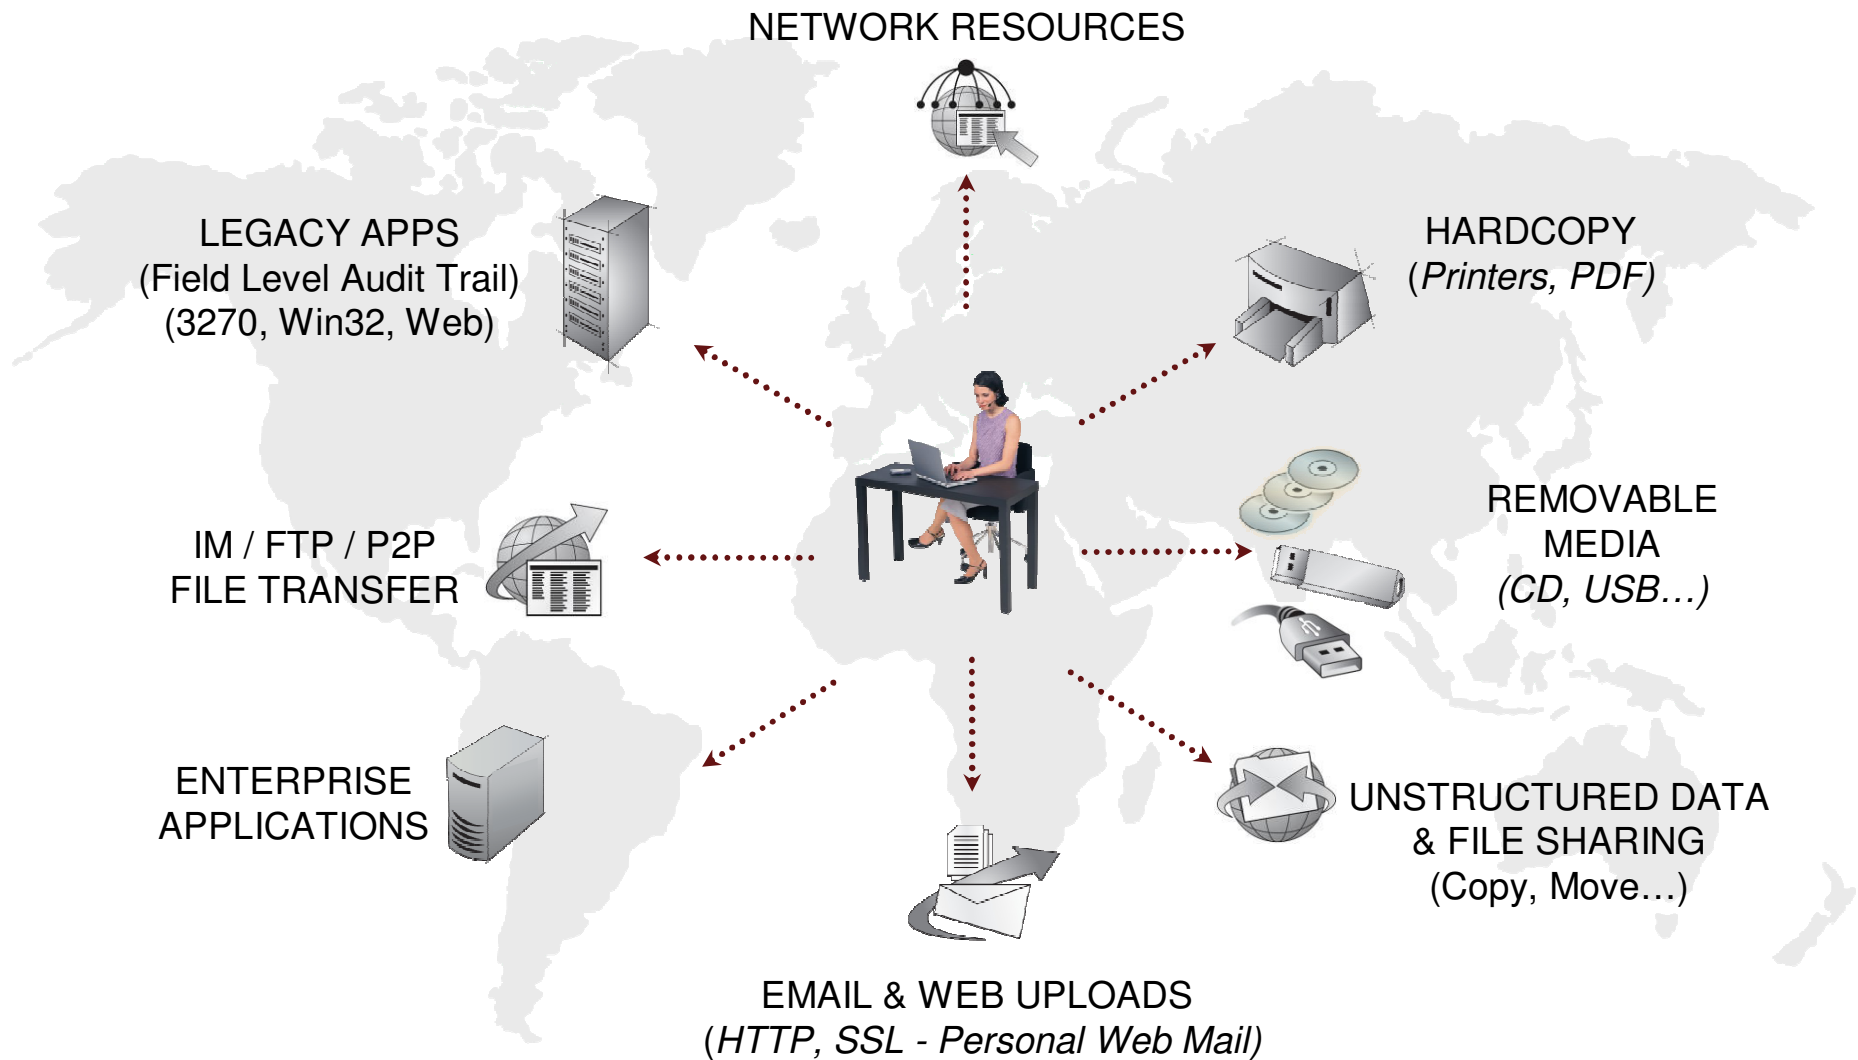 NETWORK RESOURCES
LEGACY APPS
(Field Level Audit Trail)
(3270, Win32, Web)
HARDCOPY
(Printers, PDF)
IM / FTP / P2P
FILE TRANSFER
REMOVABLE
MEDIA
(CD, USB…)
ENTERPRISE
APPLICATIONS
UNSTRUCTURED DATA
& FILE SHARING
(Copy, Move…)
EMAIL & WEB UPLOADS
(HTTP, SSL - Personal Web Mail)